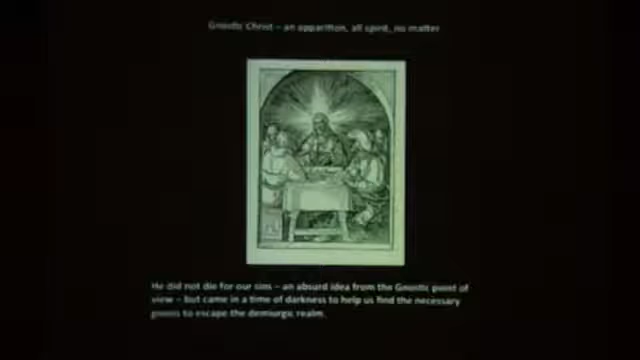 Gnostic Christ – an apparition, all spirit, no matter
He did not die for our sins – an absurd idea from the Gnostic point of
view – but came in a time of darkness to help us find the necessary
gnosis to escape the demiurgic realm.